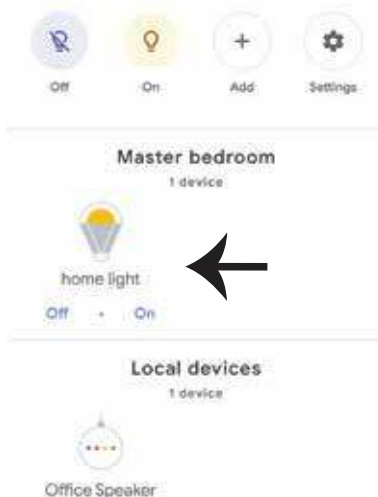 Off On Add Settings
Master bedroom
1 device
home light
Off • On
Local devices
1 device
Office Speaker